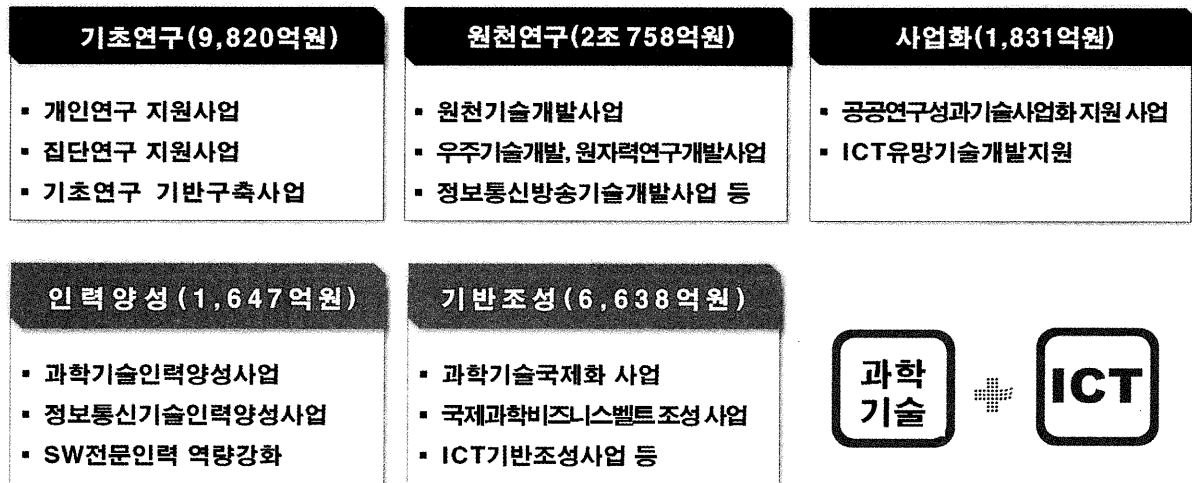 기초연구(9,820억원)
▪ 개인연구 지원사업
▪ 집단연구 지원사업
▪ 기초연구 기반구축사업
원천연구(2조 758억원)
▪ 원천기술개발사업
▪ 우주기술개발, 원자력연구개발사업
▪ 정보통신방송기술개발사업 등
사업화(1,831억원)
▪ 공공연구성과기술사업화 지원 사업
▪ ICT유망기술개발지원
인력양성(1,647억원)
▪ 과학기술인력양성사업
▪ 정보통신기술인력양성사업
▪ SW전문인력 역량강화
기반조성(6,638억원)
▪ 과학기술국제화 사업
▪ 국제과학비즈니스벨트 조성 사업
▪ ICT기반조성사업 등
과학
기술
ICT